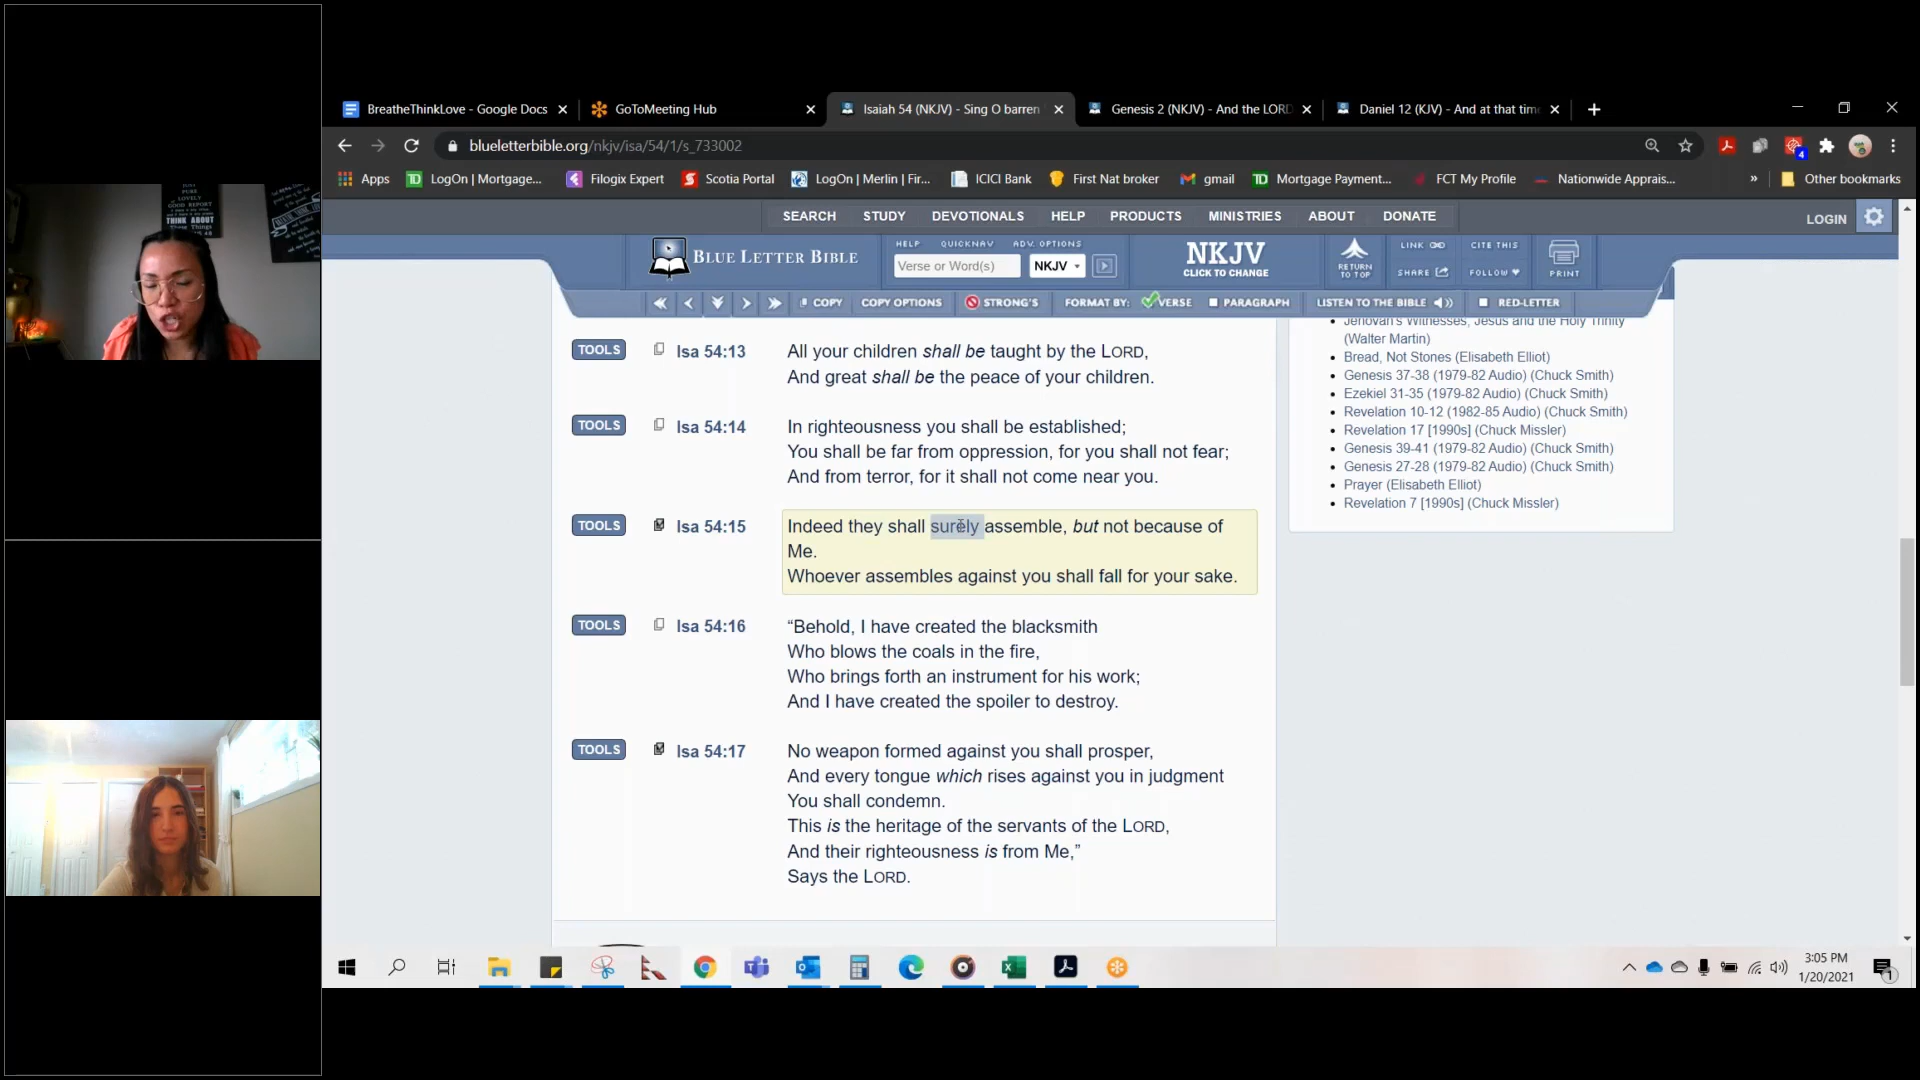 BreatheThinkLove - Google Docs
GoToMeeting Hub
Isaiah 54 (NKJV) - Sing O barren
Genesis 2 (NKJV) - And the LORD
Daniel 12 (KJV) - And at that time
blueletterbible.org/nkjv/isa/54/1/s_733002
4
Apps
LogOn | Mortgage...
Filogix Expert
Scotia Portal
LogOn | Merlin | Fir...
ICICI Bank
First Nat broker
gmail
Mortgage Payment...
FCT My Profile
Nationwide Apprais...
»
Other bookmarks
SEARCH STUDY DEVOTIONALS HELP PRODUCTS MINISTRIES ABOUT DONATE
LOGIN
BLUE LETTER BIBLE
HELP QUICKNAV ADV. OPTIONS
Verse or Word(s)
NKJV
NKJV
CLICK TO CHANGE
RETURN
TO TOP
LINK
CITE THIS
SHARE
FOLLOW
PRINT
COPY
COPY OPTIONS
STRONG'S
FORMAT BY:
VERSE
PARAGRAPH
LISTEN TO THE BIBLE
RED-LETTER
TOOLS
Isa 54:13
All your children shall be taught by the LORD,
And great shall be the peace of your children.
TOOLS
Isa 54:14
In righteousness you shall be established;
You shall be far from oppression, for you shall not fear;
And from terror, for it shall not come near you.
TOOLS
Isa 54:15
Indeed they shall surely assemble, but not because of
Me.
Whoever assembles against you shall fall for your sake.
TOOLS
Isa 54:16
“Behold, I have created the blacksmith
Who blows the coals in the fire,
Who brings forth an instrument for his work;
And I have created the spoiler to destroy.
TOOLS
Isa 54:17
No weapon formed against you shall prosper,
And every tongue which rises against you in judgment
You shall condemn.
This is the heritage of the servants of the LORD,
And their righteousness is from Me,”
Says the LORD.
Jehovah's Witnesses, Jesus and the Holy Trinity
(Walter Martin)
Bread, Not Stones (Elisabeth Elliot)
Genesis 37-38 (1979-82 Audio) (Chuck Smith)
Ezekiel 31-35 (1979-82 Audio) (Chuck Smith)
Revelation 10-12 (1982-85 Audio) (Chuck Smith)
Revelation 17 [1990s] (Chuck Missler)
Genesis 39-41 (1979-82 Audio) (Chuck Smith)
Genesis 27-28 (1979-82 Audio) (Chuck Smith)
Prayer (Elisabeth Elliot)
Revelation 7 [1990s] (Chuck Missler)
3:05 PM
1/20/2021
1
PURE
LOVELY
GOOD REPORT
THINK ABOUT